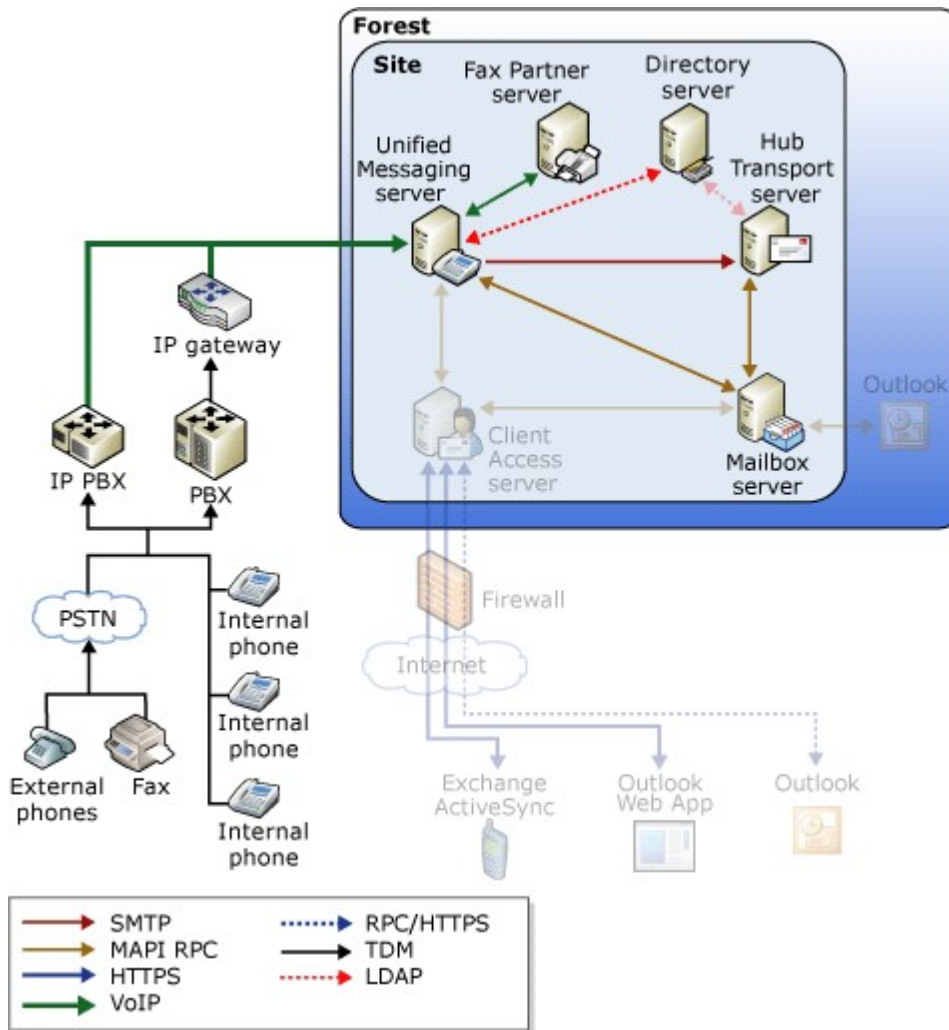 Forest
Site
Fax Partner
server
Directory
server
Unified
Messaging
server
Hub
Transport
server
IP gateway
IP PBX
PBX
Client
Access
server
Mailbox
server
Outlook
PSTN
Internal
phone
Internal
phone
Internal
phone
External
phones
Fax
Firewall
Internet
Exchange
ActiveSync
Outlook
Web App
Outlook
SMTP
MAPI RPC
HTTPS
VoIP
RPC/HTTPS
TDM
LDAP